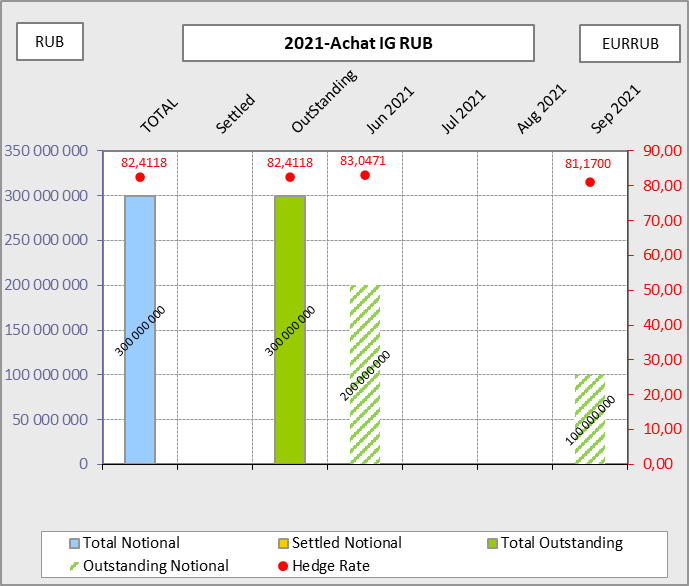 RUB
2021-Achat IG RUB
EURRUB
TOTAL
Settled
OutStanding
Jun 2021
Jul 2021
Aug 2021
Sep 2021
350 000 000
300 000 000
250 000 000
200 000 000
150 000 000
100 000 000
50 000 000
0
82,4118
82,4118
83,0471
81,1700
300 000 000
300 000 000
200 000 000
100 000 000
90,00
80,00
70,00
60,00
50,00
40,00
30,00
20,00
10,00
0,00
Total Notional
Settled Notional
Total Outstanding
Outstanding Notional
Hedge Rate